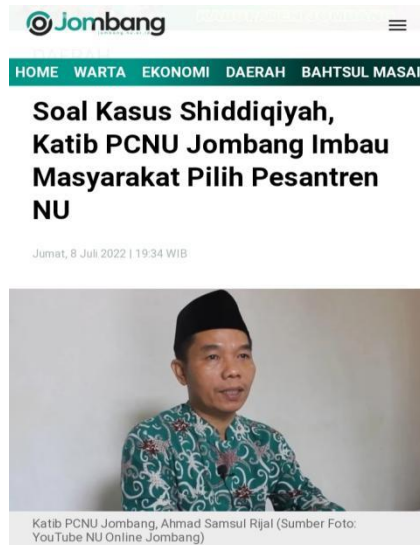 Jombang
HOME WARTA EKONOMI DAERAH BAHTSUL MASAI
Soal Kasus Shiddiqiyah,
Katib PCNU Jombang Imbau
Masyarakat Pilih Pesantren
NU
Jumat, 8 Juli 2022 | 19:34 WIB
Katib PCNU Jombang, Ahmad Samsul Rijal (Sumber Foto:
YouTube NU Online Jombang)